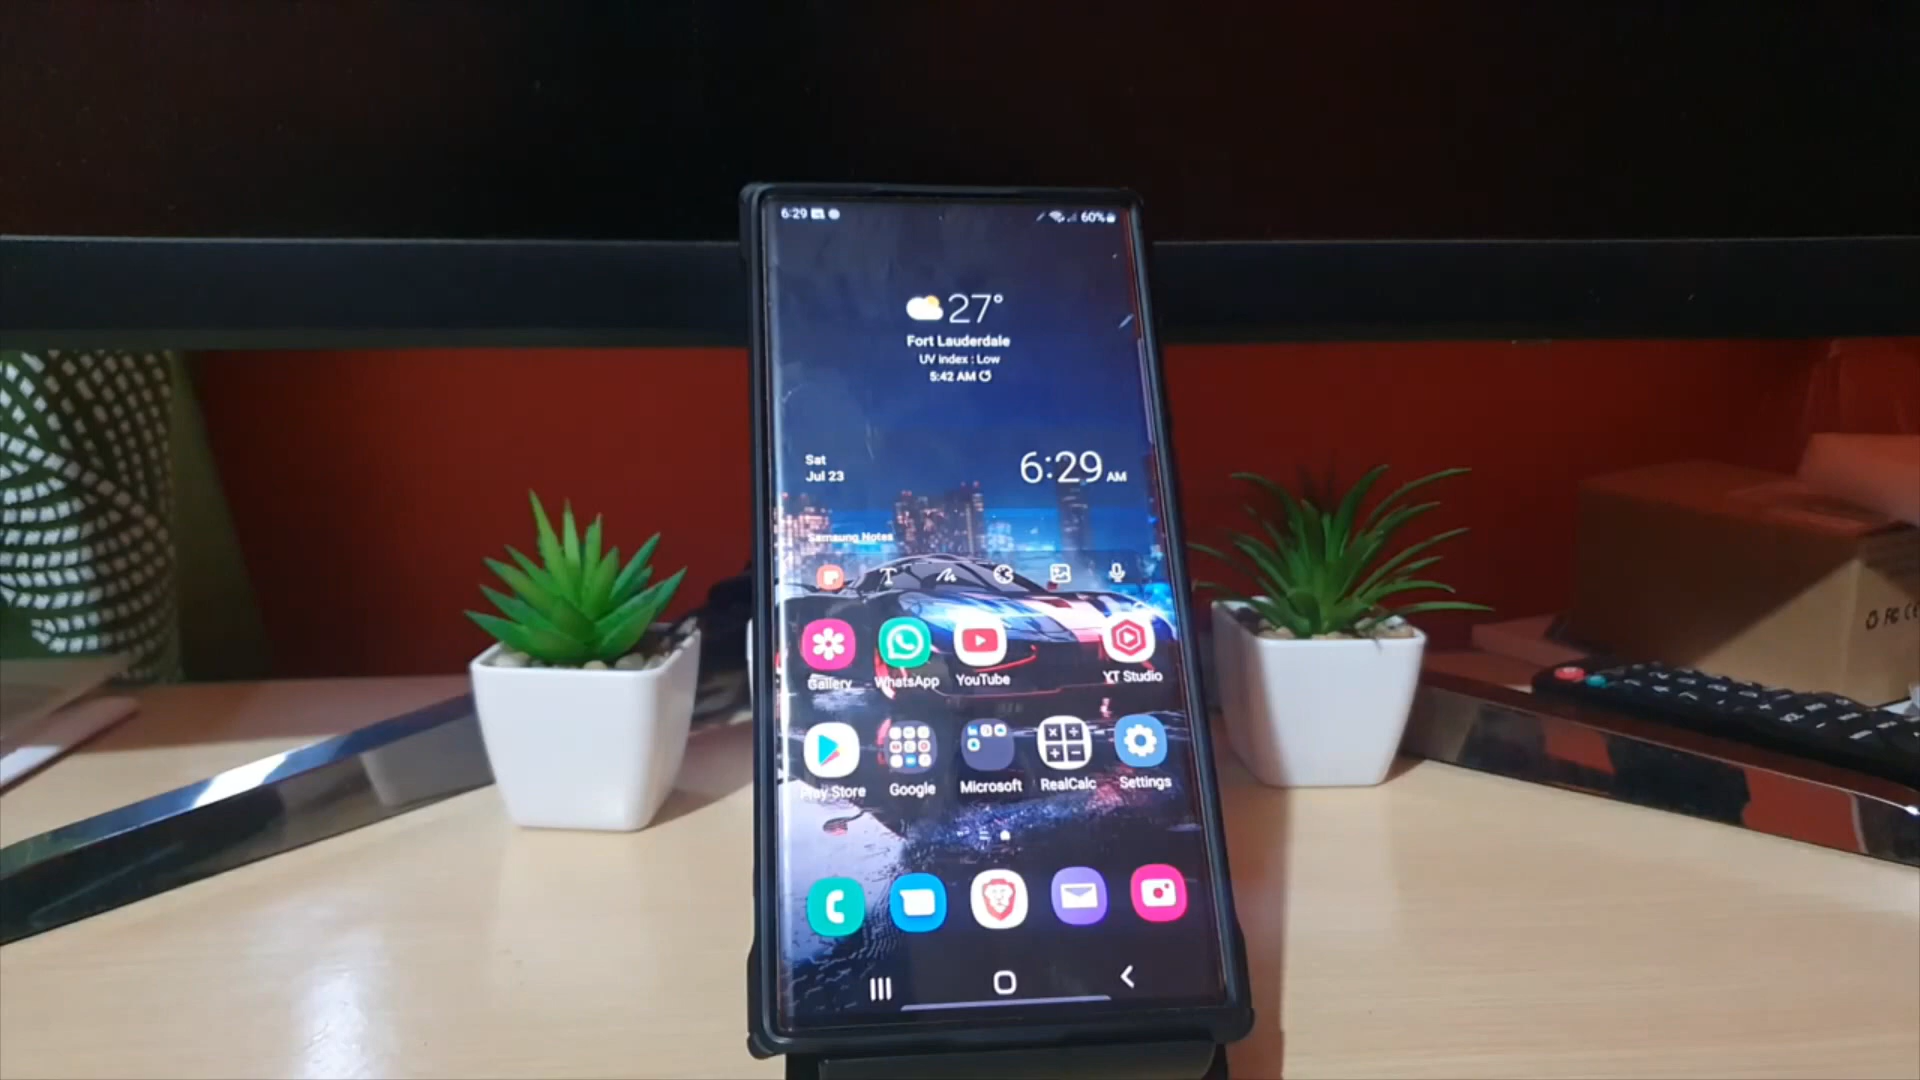 6:29
60%
27°
Fort Lauderdale
UV index : Low
5:42 AM
Sat
Jul 23
6:29 AM
Samsung Notes
T
Gallery
WhatsApp
YouTube
YT Studio
Play Store
Google
Microsoft
RealCalc
Settings